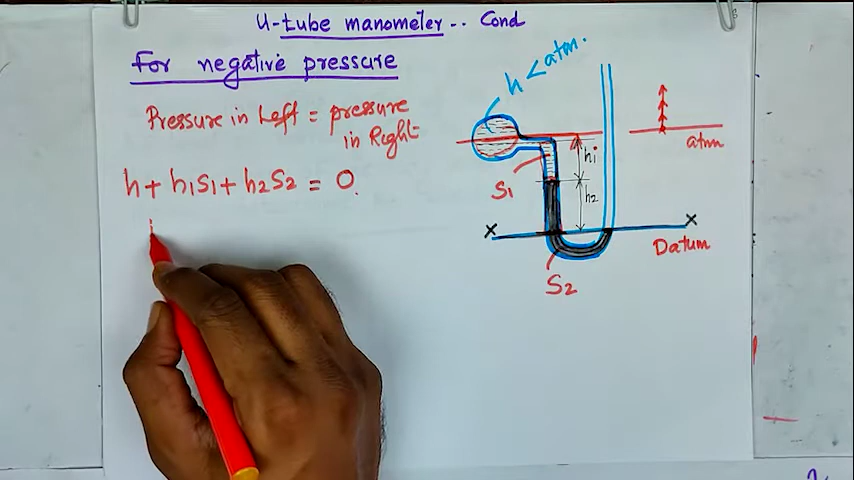 U-tube manometer.. Cond
For negative pressure
Pressure in Left = pressure
in Right
h + h1S1 + h2S2 = 0.
h < atm.
h1
S1
h2
atm
x
x
Datum
S2